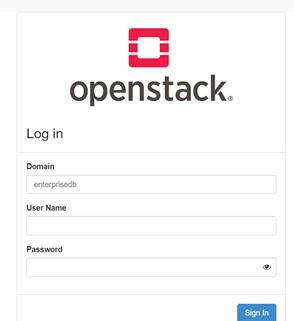 openstack®
Log in
Domain
enterprisedb
User Name
Password
Sign In